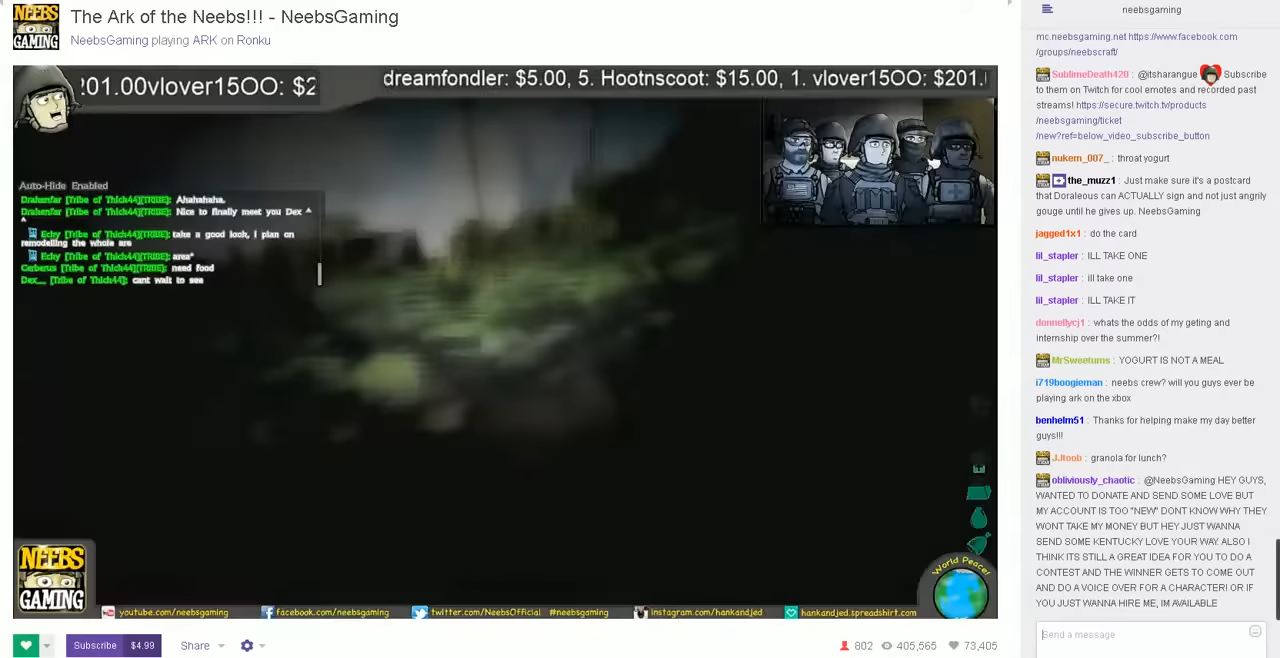 The Ark of the Neebs!!! - NeebsGaming
NeebsGaming playing ARK on Ronku
NEEBS
GAMING
201.00vlover15OO: $2
dreamfondler: $5.00, 5. Hootnscoot: $15.00, 1. vlover15OO: $201.
Auto-Hide Enabled
Drakenfar [Tribe of Thick44][TRIBE]: Ahahahaha.
Drakenfar [Tribe of Thick44][TRIBE]: Nice to finally meet you Dex ^
^
Echy [Tribe of Thick44][TRIBE]: take a good look, I plan on
remodelling the whole are
Echy [Tribe of Thick44][TRIBE]: area*
Cerberus [Tribe of Thick44][TRIBE]: need food
Dex__ [Tribe of Thick44]: cant wait to see
NEEBS
GAMING
World Peace!
youtube.com/neebsgaming
facebook.com/neebsgaming
twitter.com/NeebsOfficial #neebsgaming
instagram.com/hankandjed
hankandjed.spreadshirt.com
Subscribe $4.99
Share
802 405,565 73,405
neebsgaming
mc.neebsgaming.net https://www.facebook.com
/groups/neebscraft/
SublimeDeath420 : @itsharangue Subscribe
to them on Twitch for cool emotes and recorded past
streams! https://secure.twitch.tv/products
/neebsgaming/ticket
/new?ref=below_video_subscribe_button
nukem_007_ : throat yogurt
the_muzz1 : Just make sure it's a postcard
that Doraleous can ACTUALLY sign and not just angrily
gouge until he gives up. NeebsGaming
jagged1x1 : do the card
lil_stapler : ILL TAKE ONE
lil_stapler : ill take one
lil_stapler : ILL TAKE IT
donnellycj1 : whats the odds of my geting and
internship over the summer?!
MrSweetums : YOGURT IS NOT A MEAL
i719boogieman : neebs crew? will you guys ever be
playing ark on the xbox
benhelm51 : Thanks for helping make my day better
guys!!!
JJtoob : granola for lunch?
obliviously_chaotic : @NeebsGaming HEY GUYS,
WANTED TO DONATE AND SEND SOME LOVE BUT
MY ACCOUNT IS TOO "NEW" DONT KNOW WHY THEY
WONT TAKE MY MONEY BUT HEY JUST WANNA
SEND SOME KENTUCKY LOVE YOUR WAY. ALSO I
THINK ITS STILL A GREAT IDEA FOR YOU TO DO A
CONTEST AND THE WINNER GETS TO COME OUT
AND DO A VOICE OVER FOR A CHARACTER! OR IF
YOU JUST WANNA HIRE ME, IM AVAILABLE
Send a message